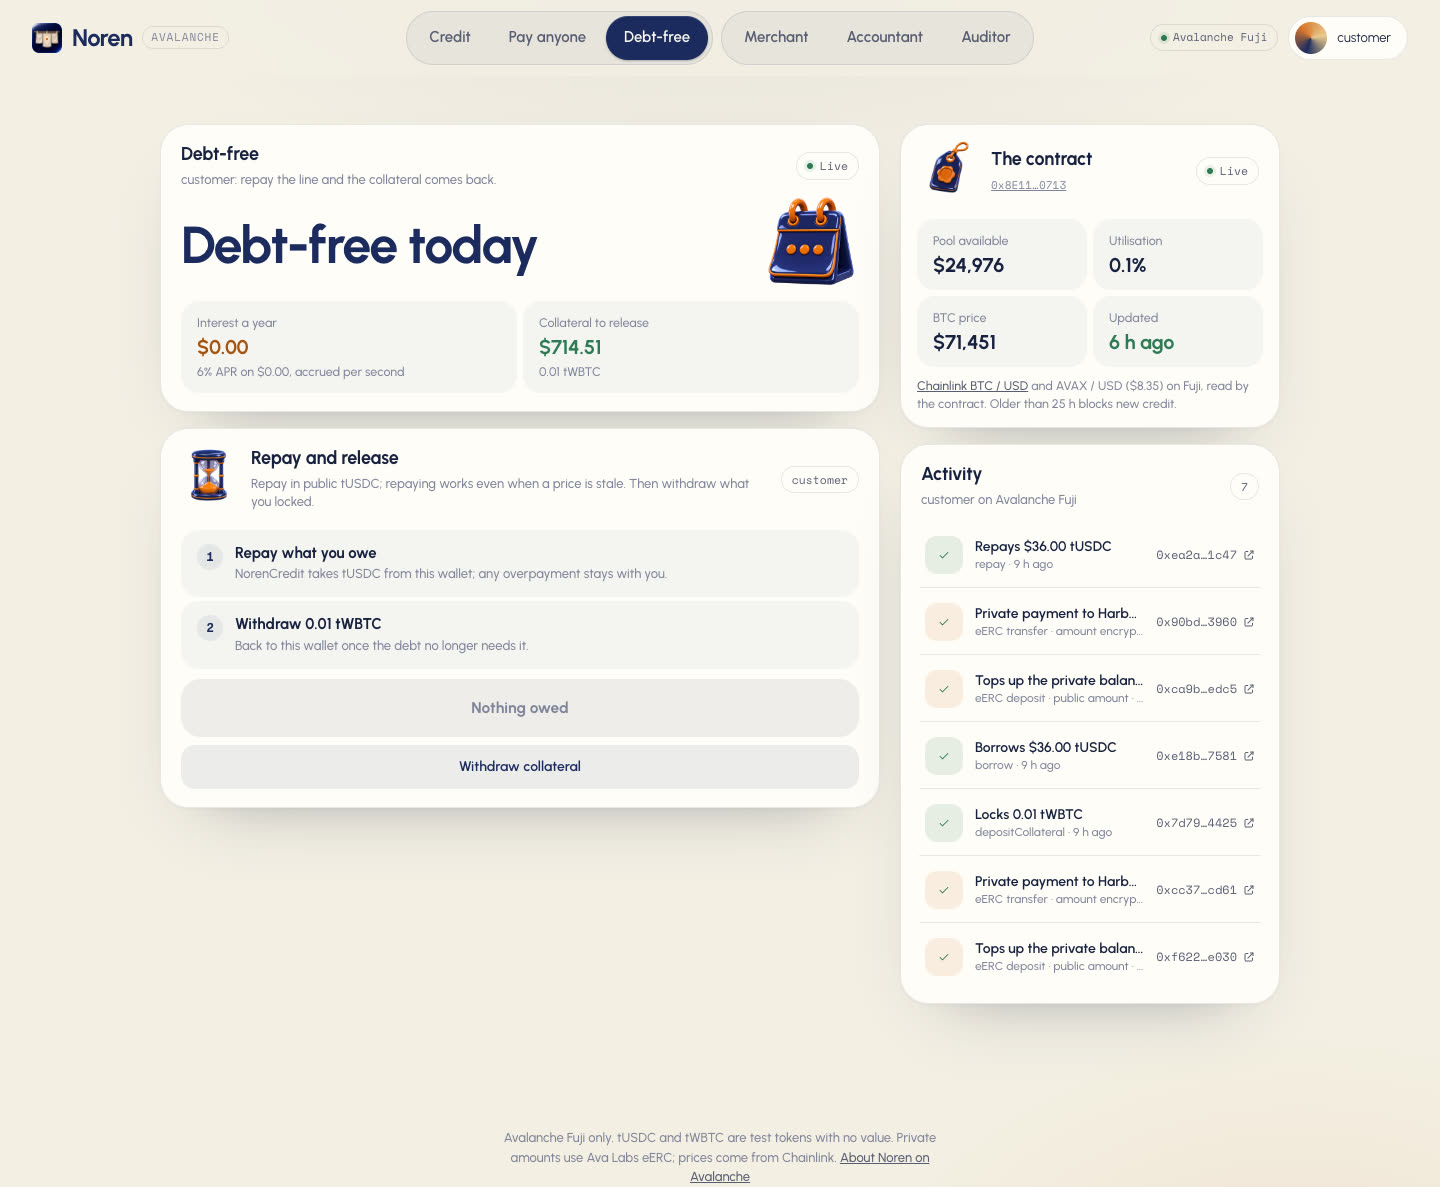 Noren
AVALANCHE
Credit
Pay anyone
Debt-free
Merchant
Accountant
Auditor
Avalanche Fuji
customer
Debt-free
customer: repay the line and the collateral comes back.
Live
Debt-free today
Interest a year
$0.00
6% APR on $0.00, accrued per second
Collateral to release
$714.51
0.01 tWBTC
Repay and release
Repay in public tUSDC; repaying works even when a price is stale. Then withdraw what
you locked.
customer
1
Repay what you owe
NorenCredit takes tUSDC from this wallet; any overpayment stays with you.
2
Withdraw 0.01 tWBTC
Back to this wallet once the debt no longer needs it.
Nothing owed
Withdraw collateral
The contract
0x8E11…0713
Live
Pool available
$24,976
Utilisation
0.1%
BTC price
$71,451
Updated
6 h ago
Chainlink BTC / USD and AVAX / USD ($8.35) on Fuji, read by
the contract. Older than 25 h blocks new credit.
Activity
customer on Avalanche Fuji
7
Repays $36.00 tUSDC
repay · 9 h ago
0xea2a…1c47
Private payment to Harb…
eERC transfer · amount encryp…
0x90bd…3960
Tops up the private balan…
eERC deposit · public amount · …
0xca9b…edc5
Borrows $36.00 tUSDC
borrow · 9 h ago
0xe18b…7581
Locks 0.01 tWBTC
depositCollateral · 9 h ago
0x7d79…4425
Private payment to Harb…
eERC transfer · amount encryp…
0xcc37…cd61
Tops up the private balan…
eERC deposit · public amount · …
0xf622…e030
Avalanche Fuji only. tUSDC and tWBTC are test tokens with no value. Private
amounts use Ava Labs eERC; prices come from Chainlink. About Noren on
Avalanche